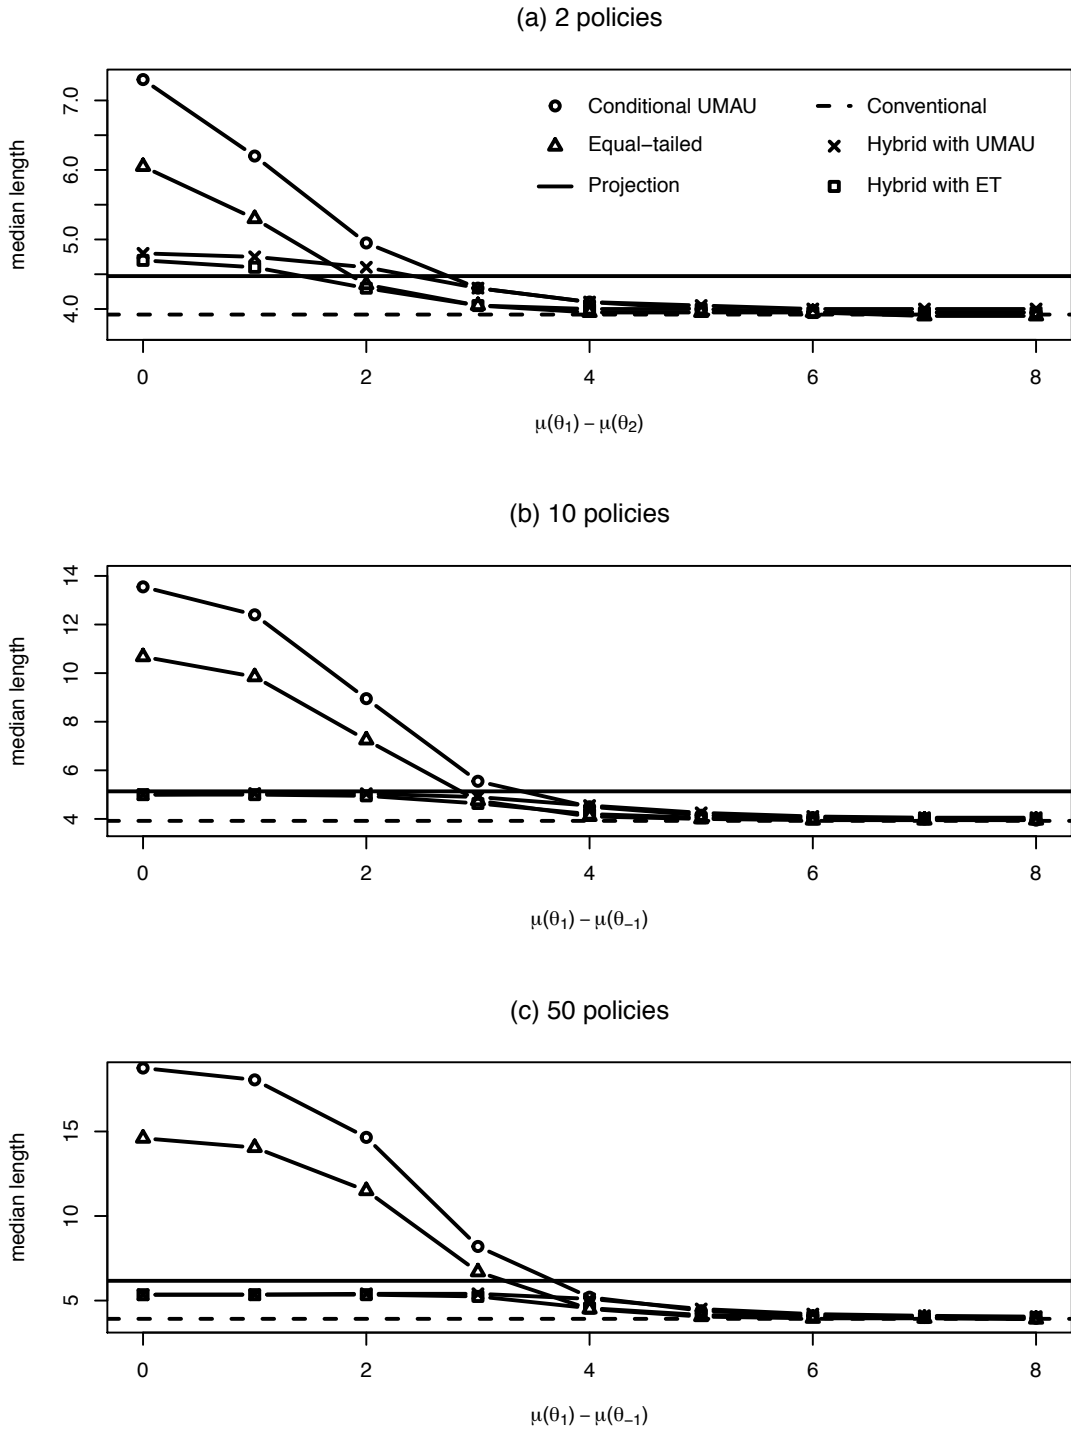 (a) 2 policies
median length
7.0
6.0
5.0
4.0
Conditional UMAU
Conventional
Equal−tailed
Hybrid with UMAU
Projection
Hybrid with ET
0 2 4 6 8
μ(θ1) − μ(θ2)
(b) 10 policies
median length
14
12
10
8
6
4
0 2 4 6 8
μ(θ1) − μ(θ−1)
(c) 50 policies
median length
15
10
5
0 2 4 6 8
μ(θ1) − μ(θ−1)